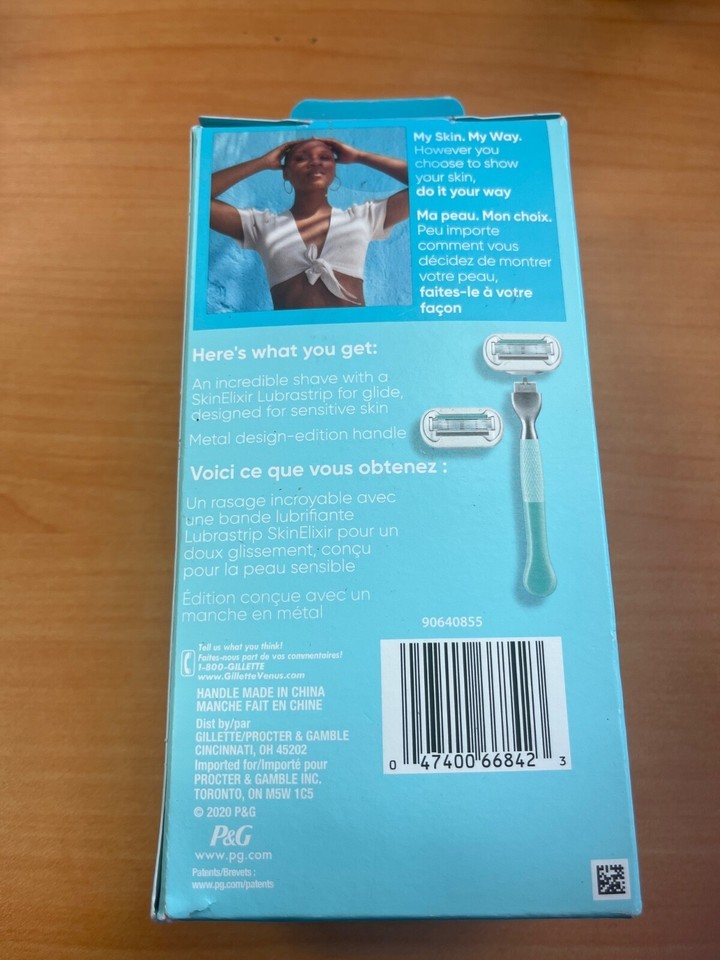 My Skin. My Way.
However you
choose to show
your skin,
do it your way
Ma peau. Mon choix.
Peu importe
comment vous
décidez de montrer
votre peau,
faites-le à votre
façon
Here's what you get:
An incredible shave with a
SkinElixir Lubrastrip for glide,
designed for sensitive skin
Metal design-edition handle
Voici ce que vous obtenez :
Un rasage incroyable avec
une bande lubrifiante
Lubrastrip SkinElixir pour un
doux glissement, conçu
pour la peau sensible
Édition conçue avec un
manche en métal
90640855
Tell us what you think!
Faites-nous part de vos commentaires!
1-800-GILLETTE
www.GilletteVenus.com
HANDLE MADE IN CHINA
MANCHE FAIT EN CHINE
Dist by/par
GILLETTE/PROCTER & GAMBLE
CINCINNATI, OH 45202
Imported for/Importé pour
PROCTER & GAMBLE INC.
TORONTO, ON M5W 1C5
© 2020 P&G
P&G
www.pg.com
Patents/Brevets :
www.pg.com/patents
0 47400 66842 3